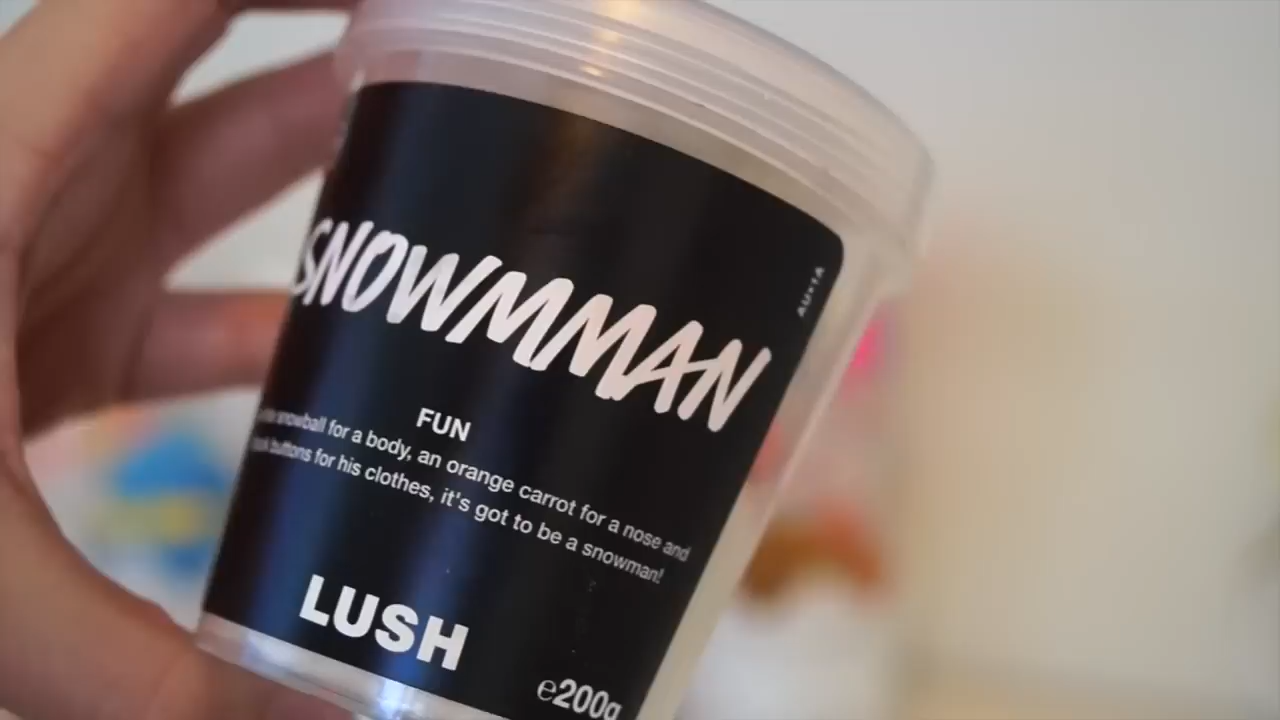 SNOWMMAN
FUN
snowball for a body, an orange carrot for a nose and
buttons for his clothes, it's got to be a snowman!
LUSH
e200g